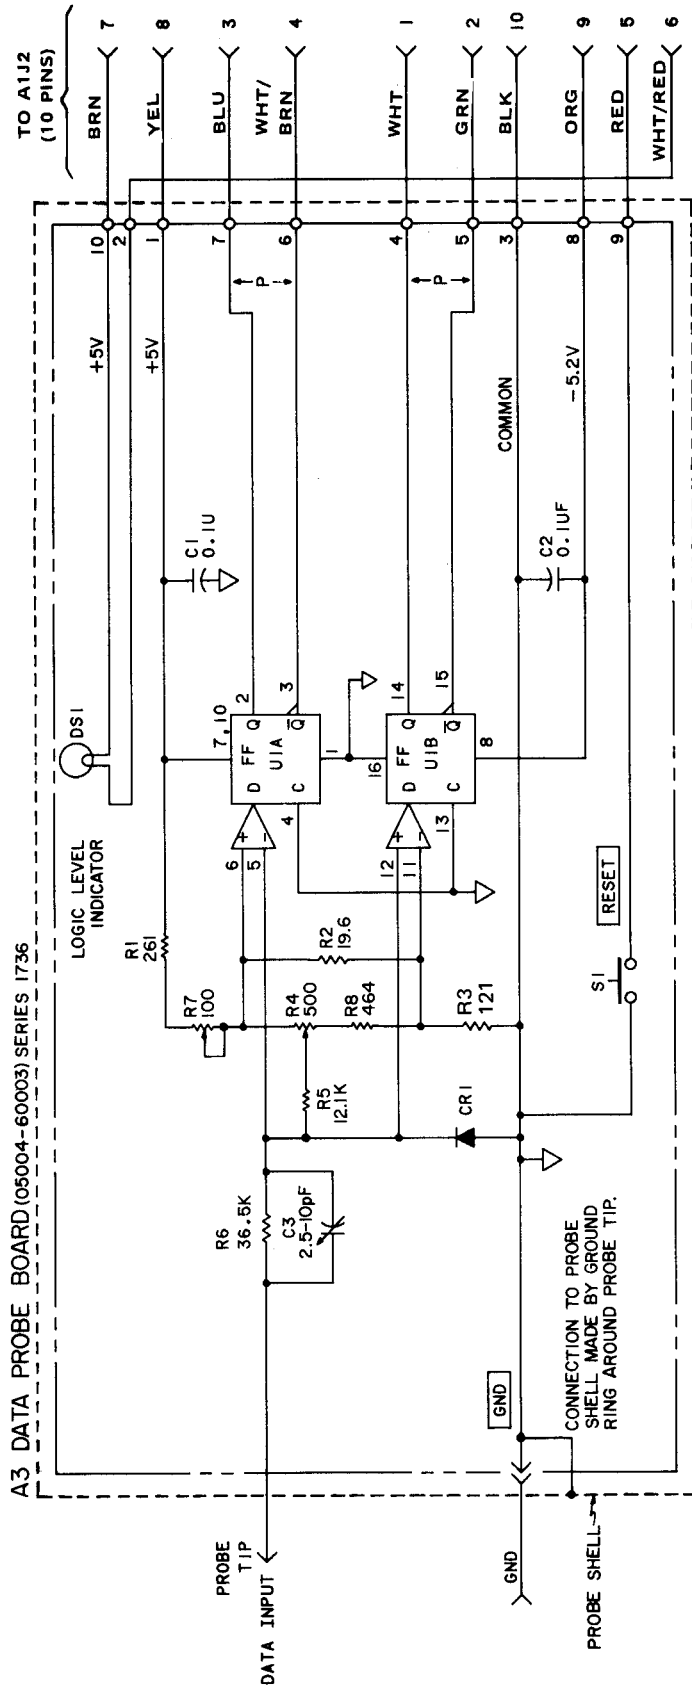 A3 DATA PROBE BOARD (05004-60003) SERIES 1736
TO A1J2
(10 PINS)
BRN 7
YEL 8
BLU 3
WHT/
BRN 4
WHT 1
GRN 2
BLK 10
ORG 9
RED 5
WHT/RED 6
10
2
1
7
6
4
5
3
8
9
+5V
+5V
P
P
COMMON
-5.2V
LOGIC LEVEL
INDICATOR
DS1
C1
0.1U
C2
0.1UF
R1
261
R7
100
R4
500
R8
464
R2
19.6
R3
121
R5
12.1K
R6
36.5K
C3
2.5-10pF
CR1
7,10
FF
U1A
D
C
Q
Q̅
2
3
1
4
6
5
+
-
16
FF
U1B
D
C
Q
Q̅
14
15
8
13
12
11
+
-
S1
RESET
GND
CONNECTION TO PROBE
SHELL MADE BY GROUND
RING AROUND PROBE TIP.
PROBE
TIP
DATA INPUT
GND
PROBE SHELL